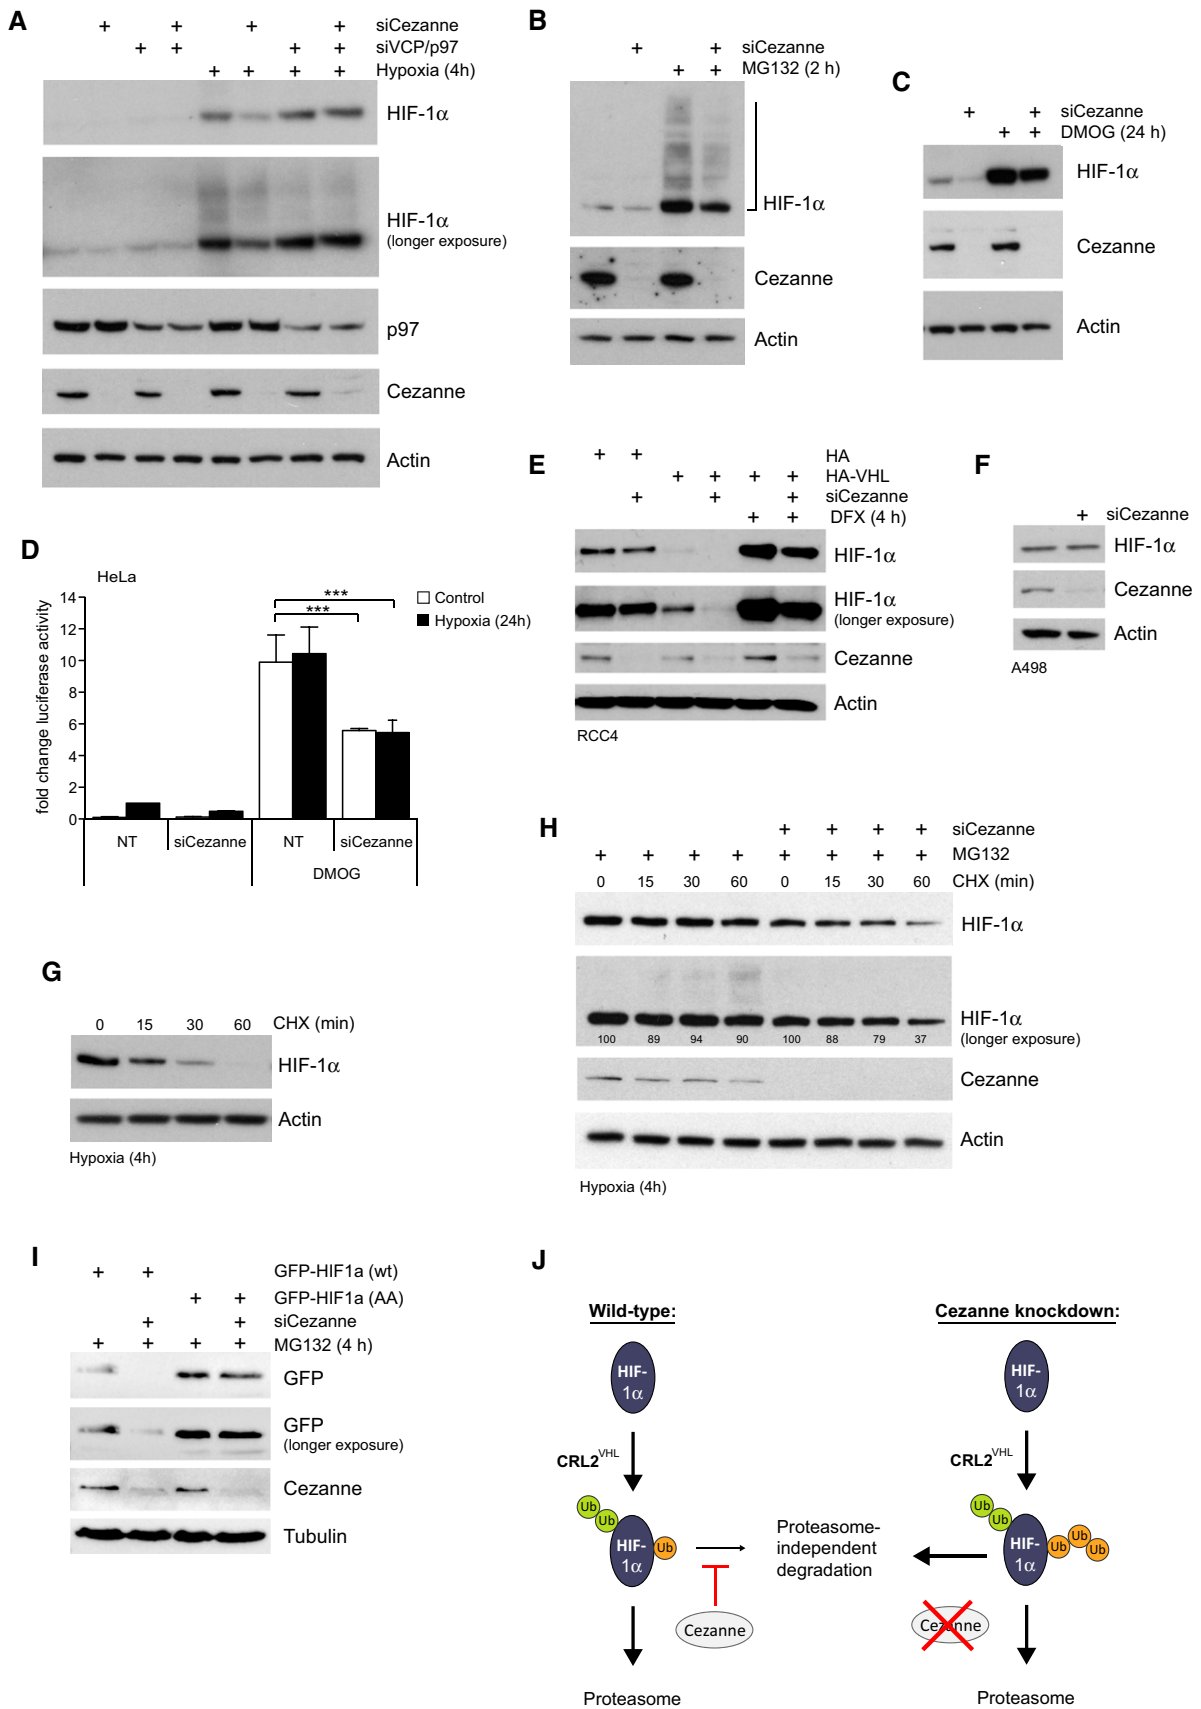 A
+ + + + siCezanne
+ + + + siVCP/p97
+ + + + Hypoxia (4h)
HIF-1α
HIF-1α
(longer exposure)
p97
Cezanne
Actin
B
+ + siCezanne
+ + MG132 (2 h)
HIF-1α
Cezanne
Actin
C
+ + siCezanne
+ + DMOG (24 h)
HIF-1α
Cezanne
Actin
D
HeLa
fold change luciferase activity
14
12
10
8
6
4
2
0
***
***
Control
Hypoxia (24h)
NT siCezanne NT siCezanne
DMOG
E
+ + HA
+ + + + HA-VHL
+ + + siCezanne
+ + DFX (4 h)
HIF-1α
HIF-1α
(longer exposure)
Cezanne
Actin
RCC4
F
+ siCezanne
HIF-1α
Cezanne
Actin
A498
G
0 15 30 60 CHX (min)
HIF-1α
Actin
Hypoxia (4h)
H
+ + + + siCezanne
+ + + + + + + + MG132
0 15 30 60 0 15 30 60 CHX (min)
HIF-1α
HIF-1α
(longer exposure)
100 89 94 90 100 88 79 37
Cezanne
Actin
Hypoxia (4h)
I
+ + GFP-HIF1a (wt)
+ + GFP-HIF1a (AA)
+ + siCezanne
+ + + + MG132 (4 h)
GFP
GFP
(longer exposure)
Cezanne
Tubulin
J
Wild-type:
HIF-
1α
CRL2VHL
Ub
Ub
HIF-
1α
Ub
Cezanne
Proteasome
Proteasome-
independent
degradation
Cezanne knockdown:
HIF-
1α
CRL2VHL
Ub
Ub
HIF-
1α
Ub
Ub
Ub
Cezanne
Proteasome